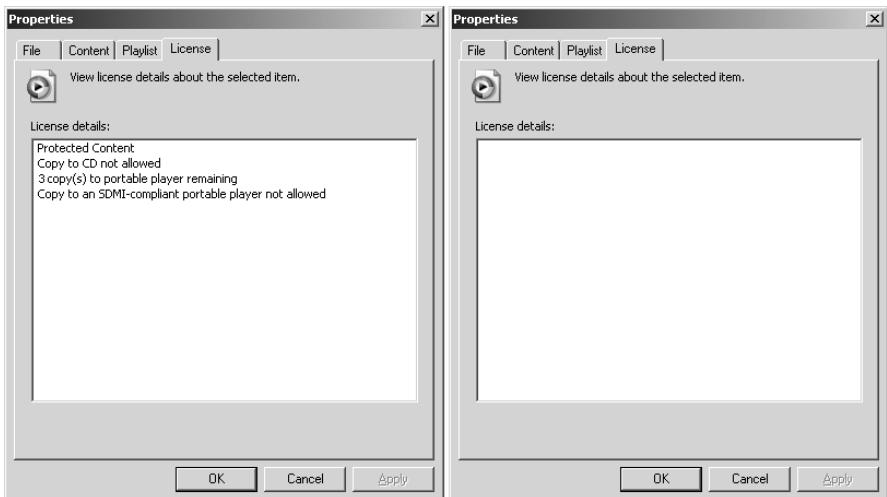 Properties
File Content Playlist License
View license details about the selected item.
License details:
Protected Content
Copy to CD not allowed
3 copy(s) to portable player remaining
Copy to an SDMI-compliant portable player not allowed
OK Cancel Apply
Properties
File Content Playlist License
View license details about the selected item.
License details:
OK Cancel Apply